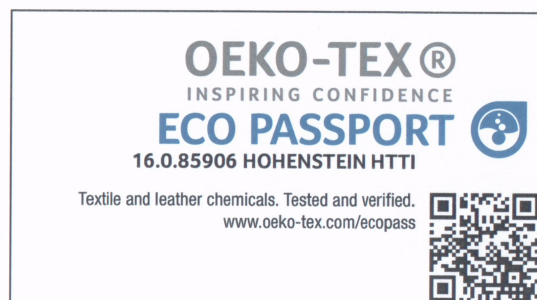 OEKO-TEX®
INSPIRING CONFIDENCE
ECO PASSPORT
16.0.85906 HOHENSTEIN HTTI
Textile and leather chemicals. Tested and verified.
www.oeko-tex.com/ecopass